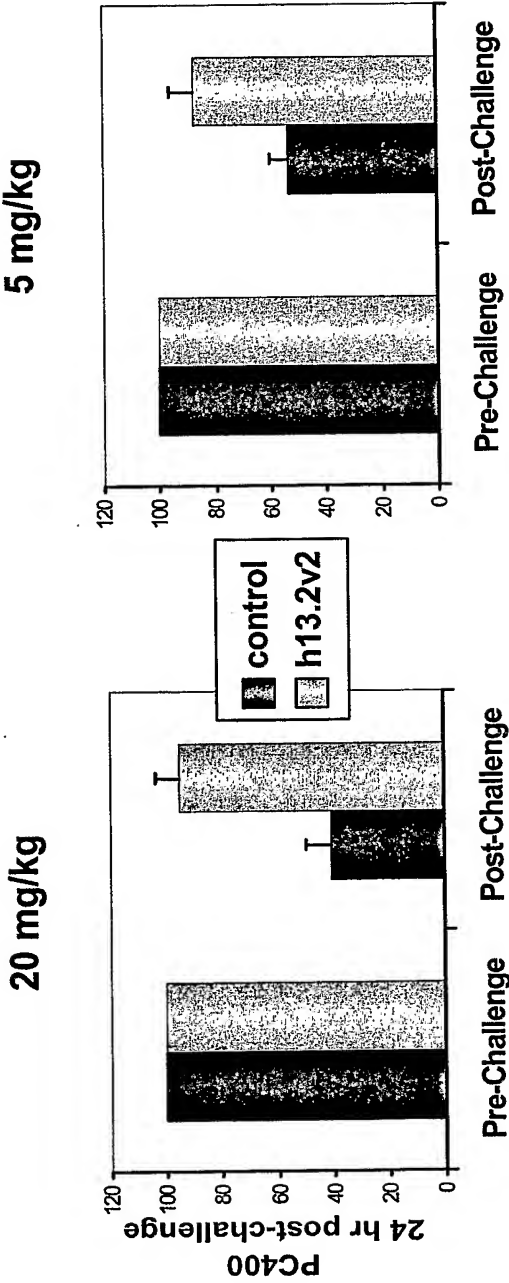 20 mg/kg
5 mg/kg
PC400
24 hr post-challenge
120
100
80
60
40
20
0
Pre-Challenge
Post-Challenge
control
h13.2v2
120
100
80
60
40
20
0
Pre-Challenge
Post-Challenge